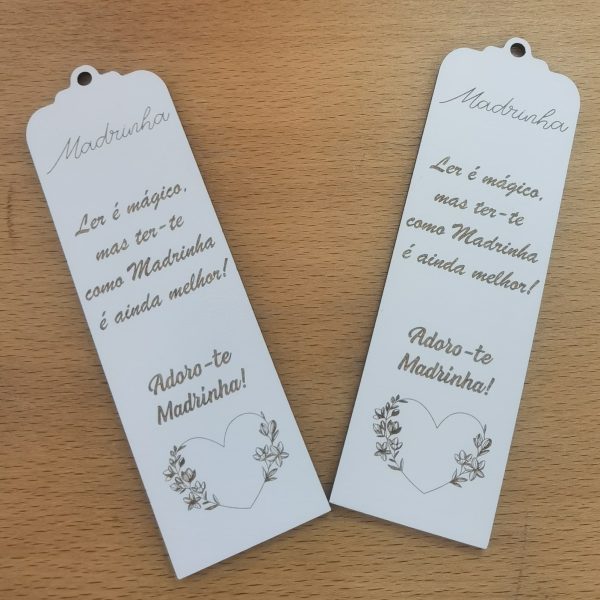 Madrinha
Ler é mágico,
mas ter-te
como Madrinha
é ainda melhor!
Adoro-te
Madrinha!
Madrinha
Ler é mágico,
mas ter-te
como Madrinha
é ainda melhor!
Adoro-te
Madrinha!